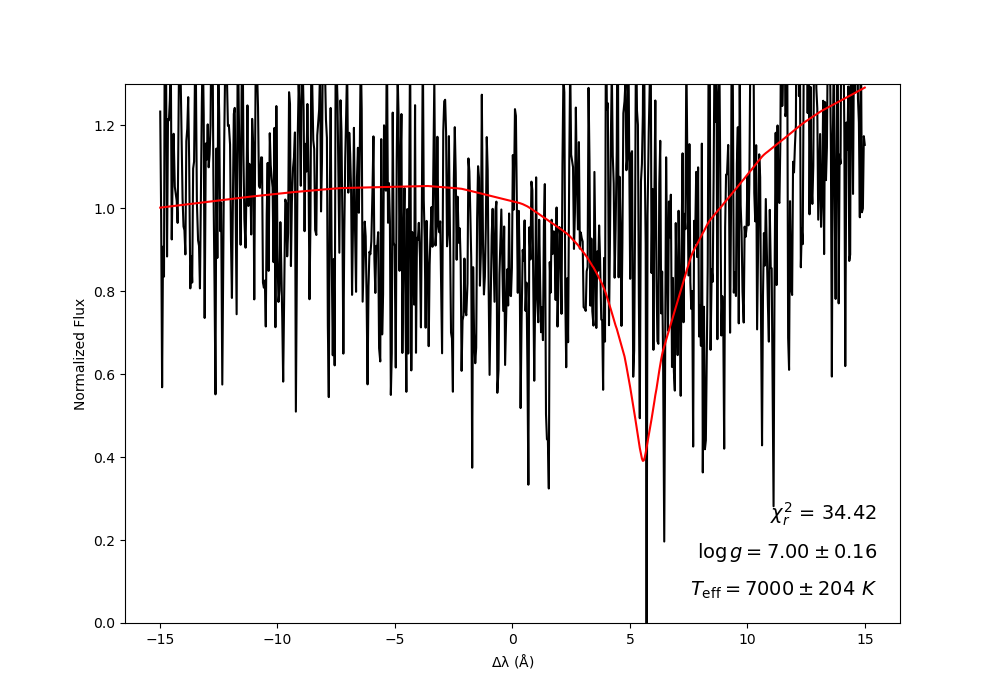 1.2
1.0
0.8
0.6
0.4
0.2
0.0
Normalized Flux
χ²ᵣ = 34.42
log g = 7.00 ± 0.16
T_eff = 7000 ± 204 K
−15 −10 −5 0 5 10 15
Δλ (Å)